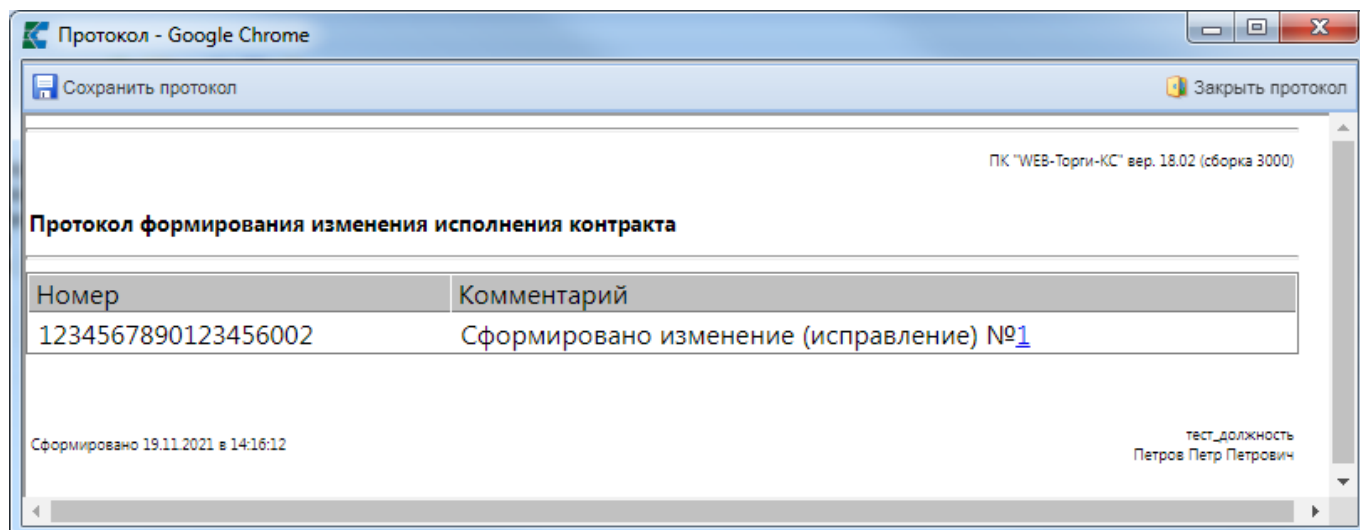 Протокол - Google Chrome
Сохранить протокол
Закрыть протокол
ПК "WEB-Торги-КС" вер. 18.02 (сборка 3000)
Протокол формирования изменения исполнения контракта
Номер Комментарий
1234567890123456002 Сформировано изменение (исправление) №1
Сформировано 19.11.2021 в 14:16:12
тест_должность
Петров Петр Петрович